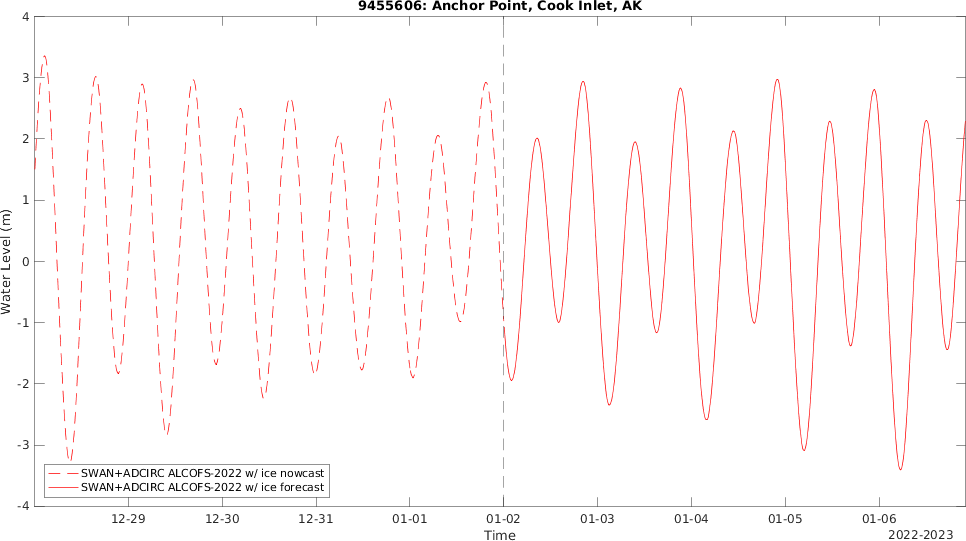 9455606: Anchor Point, Cook Inlet, AK
4
3
2
1
0
-1
-2
-3
-4
Water Level (m)
SWAN+ADCIRC ALCOFS-2022 w/ ice nowcast
SWAN+ADCIRC ALCOFS-2022 w/ ice forecast
12-29 12-30 12-31 01-01 01-02 01-03 01-04 01-05 01-06
Time
2022-2023